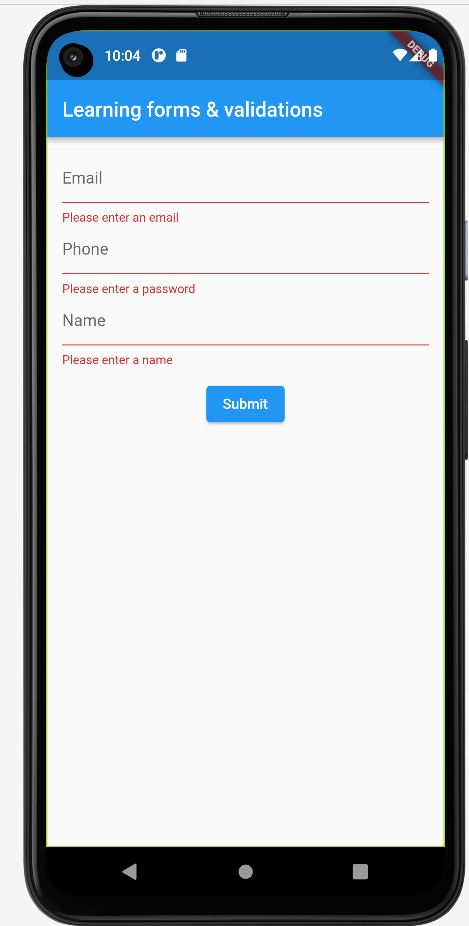 10:04
DEBUG
Learning forms & validations
Email
Please enter an email
Phone
Please enter a password
Name
Please enter a name
Submit